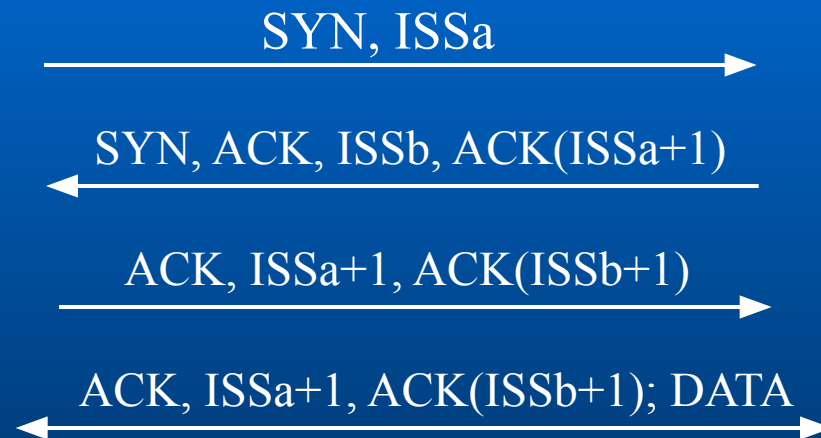 SYN, ISSa
SYN, ACK, ISSb, ACK(ISSa+1)
ACK, ISSa+1, ACK(ISSb+1)
ACK, ISSa+1, ACK(ISSb+1); DATA